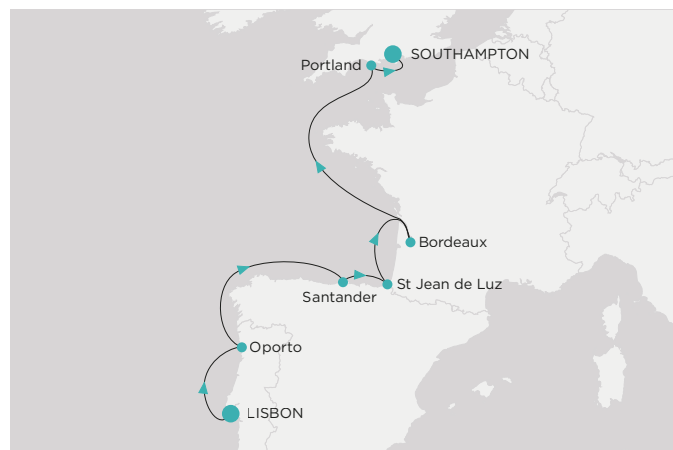 SOUTHAMPTON
Portland
Bordeaux
St Jean de Luz
Santander
Oporto
LISBON